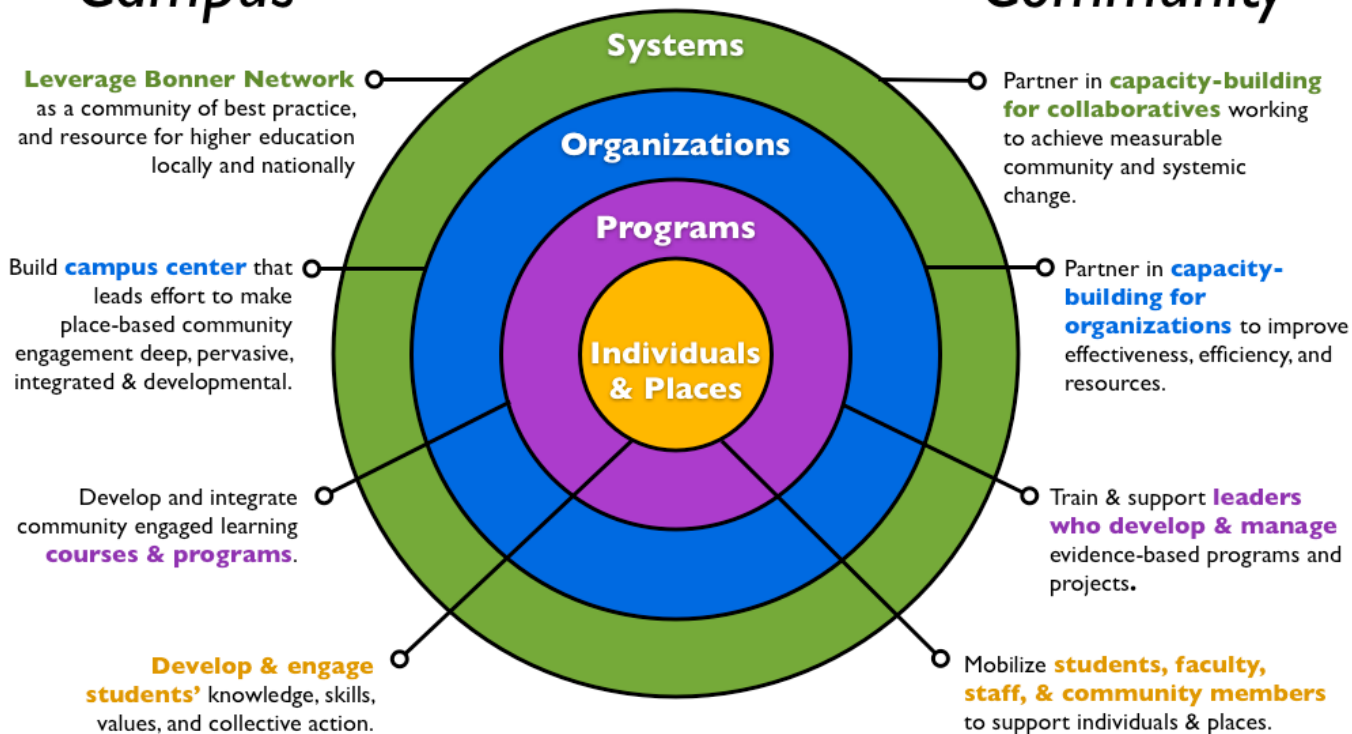 Campus
Community
Systems
Organizations
Programs
Individuals
& Places
Leverage Bonner Network
as a community of best practice,
and resource for higher education
locally and nationally
Build campus center that
leads effort to make
place-based community
engagement deep, pervasive,
integrated & developmental.
Develop and integrate
community engaged learning
courses & programs.
Develop & engage
students’ knowledge, skills,
values, and collective action.
Partner in capacity-building
for collaboratives working
to achieve measurable
community and systemic
change.
Partner in capacity-
building for
organizations to improve
effectiveness, efficiency, and
resources.
Train & support leaders
who develop & manage
evidence-based programs and
projects.
Mobilize students, faculty,
staff, & community members
to support individuals & places.